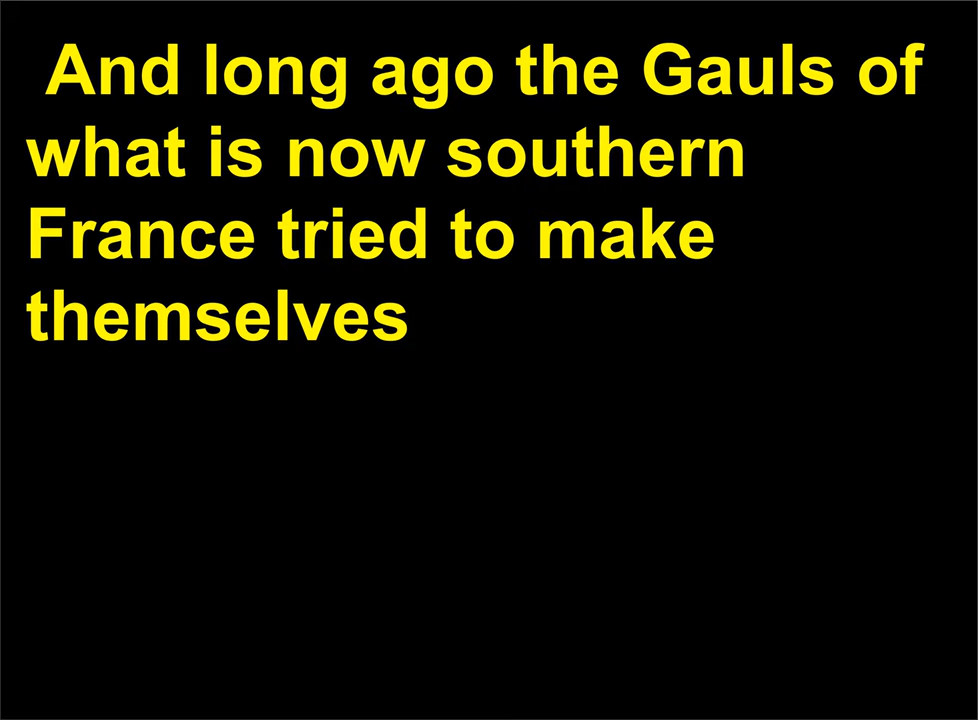 And long ago the Gauls of
what is now southern
France tried to make
themselves